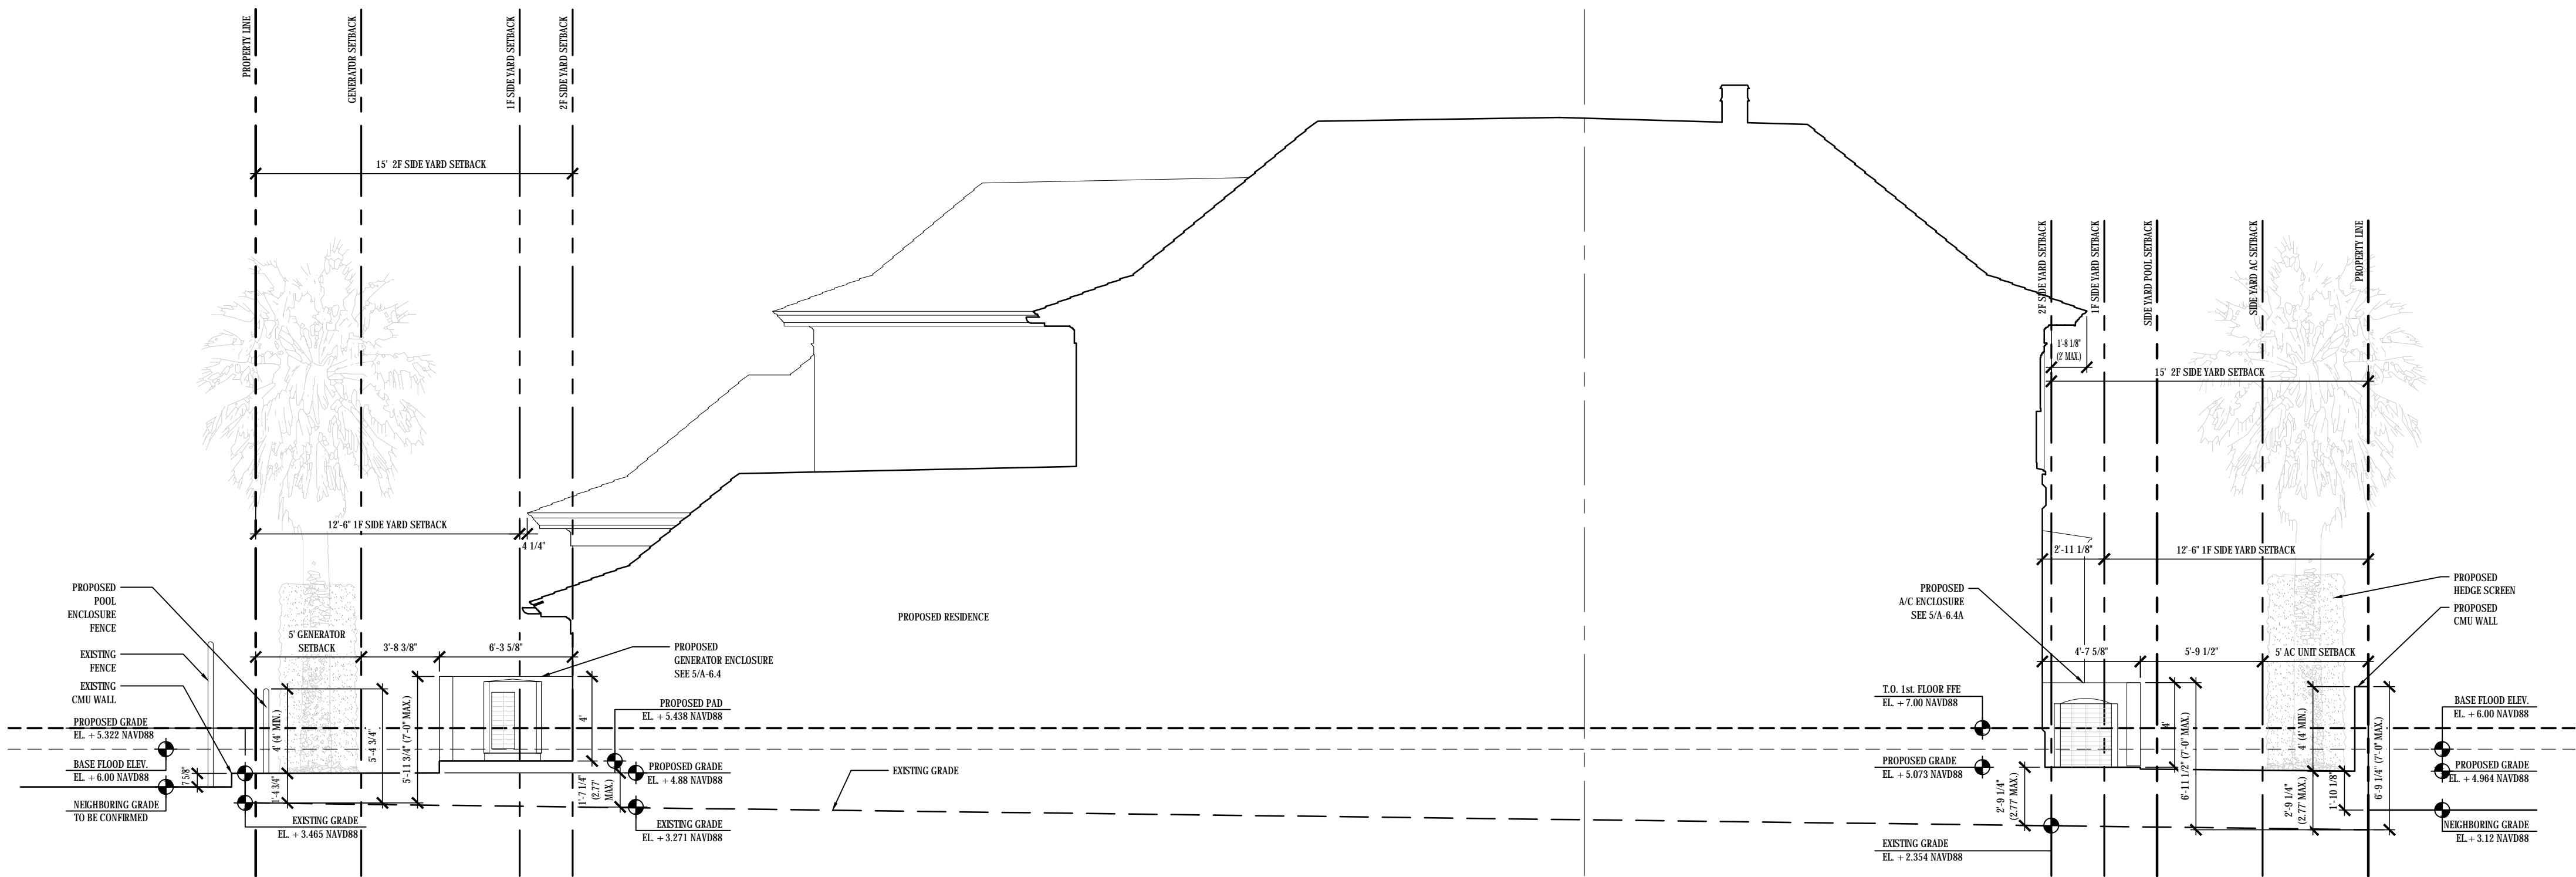 PROPERTY LINE
GENERATOR SETBACK
1F SIDE YARD SETBACK
2F SIDE YARD SETBACK
15' 2F SIDE YARD SETBACK
12'-6" 1F SIDE YARD SETBACK
4 1/4"
PROPOSED
POOL
ENCLOSURE
FENCE
EXISTING
FENCE
EXISTING
CMU WALL
PROPOSED GRADE
EL. + 5.322 NAVD88
BASE FLOOD ELEV.
EL. + 6.00 NAVD88
NEIGHBORING GRADE
TO BE CONFIRMED
7 5/8"
5' GENERATOR
SETBACK
3'-8 3/8"
6'-3 5/8"
4' (4' MIN.)
1'-4 3/4"
5'-4 3/4"
5'-11 3/4" (7'-0" MAX.)
4'
PROPOSED
GENERATOR ENCLOSURE
SEE 5/A-6.4
PROPOSED PAD
EL. + 5.438 NAVD88
PROPOSED GRADE
EL. + 4.88 NAVD88
1'-7 1/4"
(2.77'
MAX.)
EXISTING GRADE
EL. + 3.465 NAVD88
EXISTING GRADE
EL. + 3.271 NAVD88
EXISTING GRADE
PROPOSED RESIDENCE
2F SIDE YARD SETBACK
1F SIDE YARD SETBACK
SIDE YARD POOL SETBACK
SIDE YARD AC SETBACK
PROPERTY LINE
1'-8 1/8"
(2' MAX.)
15' 2F SIDE YARD SETBACK
2'-11 1/8"
12'-6" 1F SIDE YARD SETBACK
PROPOSED
A/C ENCLOSURE
SEE 5/A-6.4A
PROPOSED
HEDGE SCREEN
PROPOSED
CMU WALL
4'-7 5/8"
5'-9 1/2"
5' AC UNIT SETBACK
T.O. 1st. FLOOR FFE
EL. + 7.00 NAVD88
PROPOSED GRADE
EL. + 5.073 NAVD88
2'-9 1/4"
(2.77' MAX.)
EXISTING GRADE
EL. + 2.354 NAVD88
4'
6'-11 1/2" (7'-0" MAX.)
4' (4' MIN.)
2'-9 1/4"
(2.77' MAX.)
1'-10 1/8"
6'-9 1/4" (7'-0" MAX.)
BASE FLOOD ELEV.
EL. + 6.00 NAVD88
PROPOSED GRADE
EL. + 4.964 NAVD88
NEIGHBORING GRADE
EL.+ 3.12 NAVD88